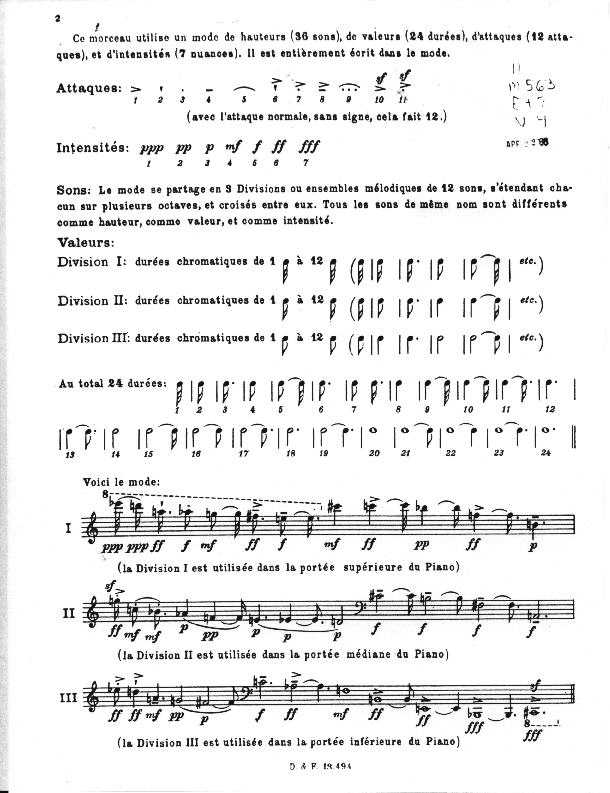 2
Ce morceau utilise un mode de hauteurs (36 sons), de valeurs (24 durées), d'attaques (12 atta-
ques), et d'intensités (7 nuances). Il est entièrement écrit dans le mode.
Attaques:
sf sf
1 2 3 4 5 6 7 8 9 10 11
(avec l'attaque normale, sans signe, cela fait 12.)
M563
V 4
Intensités: ppp pp p mf f ff fff
1 2 3 4 5 6 7
Sons: Le mode se partage en 3 Divisions ou ensembles mélodiques de 12 sons, s'étendant cha-
cun sur plusieurs octaves, et croisés entre eux. Tous les sons de même nom sont différents
comme hauteur, comme valeur, et comme intensité.
Valeurs:
Division I: durées chromatiques de 1 à 12 ( etc.)
Division II: durées chromatiques de 1 à 12 ( etc.)
Division III: durées chromatiques de 1 à 12 ( etc.)
Au total 24 durées:
1 2 3 4 5 6 7 8 9 10 11 12
13 14 15 16 17 18 19 20 21 22 23 24
Voici le mode:
8
I
ppp ppp ff f mf ff f mf ff pp ff p
(la Division I est utilisée dans la portée supérieure du Piano)
sf
II
ff mf mf p pp p p p f f f f
(la Division II est utilisée dans la portée médiane du Piano)
III
ff ff mf pp p f ff mf ff fff fff sf
8
fff
(la Division III est utilisée dans la portée inférieure du Piano)
D. & F. 13.494